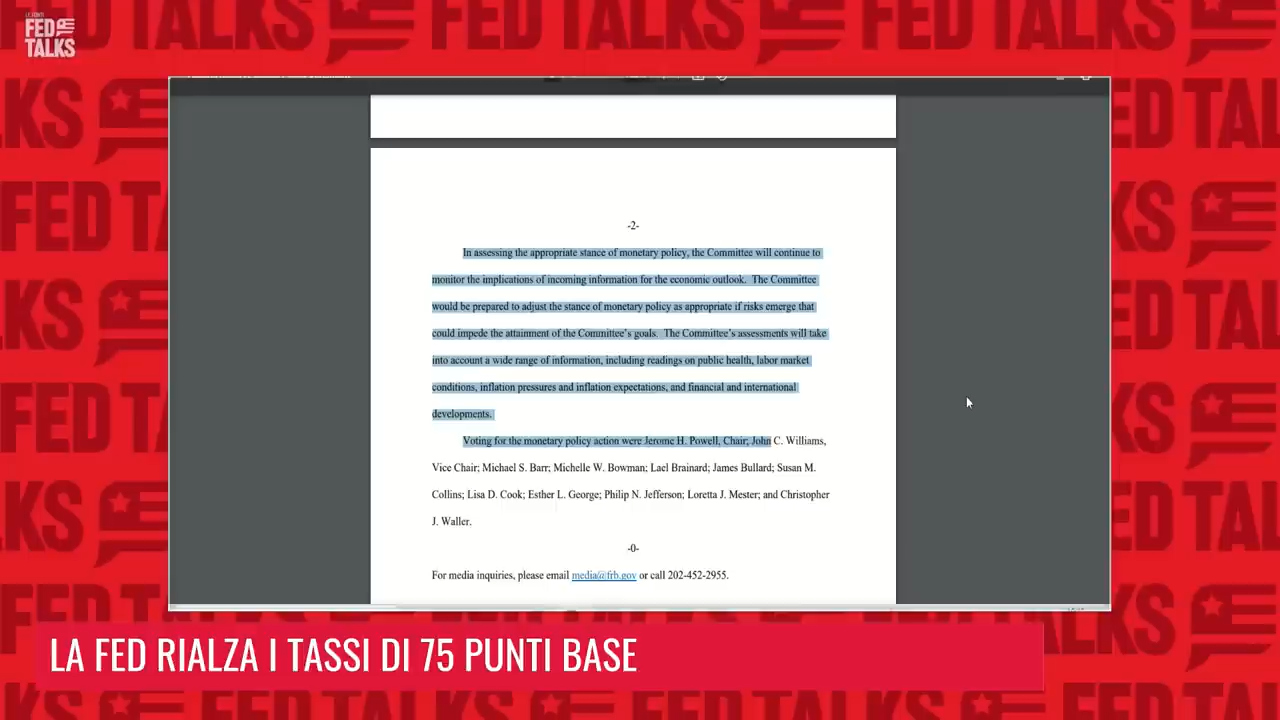 LA FONTI
FED
TALKS
-2-
In assessing the appropriate stance of monetary policy, the Committee will continue to
monitor the implications of incoming information for the economic outlook. The Committee
would be prepared to adjust the stance of monetary policy as appropriate if risks emerge that
could impede the attainment of the Committee's goals. The Committee's assessments will take
into account a wide range of information, including readings on public health, labor market
conditions, inflation pressures and inflation expectations, and financial and international
developments.
Voting for the monetary policy action were Jerome H. Powell, Chair; John C. Williams,
Vice Chair; Michael S. Barr; Michelle W. Bowman; Lael Brainard; James Bullard; Susan M.
Collins; Lisa D. Cook; Esther L. George; Philip N. Jefferson; Loretta J. Mester; and Christopher
J. Waller.
-0-
For media inquiries, please email media@frb.gov or call 202-452-2955.
LA FED RIALZA I TASSI DI 75 PUNTI BASE